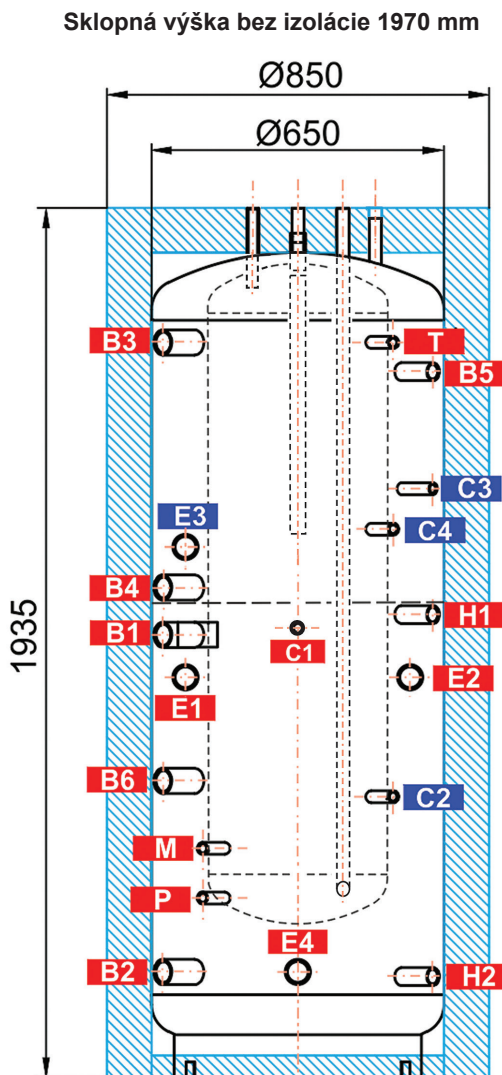 Sklopná výška bez izolácie 1970 mm
Ø850
Ø650
B3
T
B5
C3
E3
C4
B4
H1
B1
C1
E1
E2
1935
B6
C2
M
P
E4
B2
H2